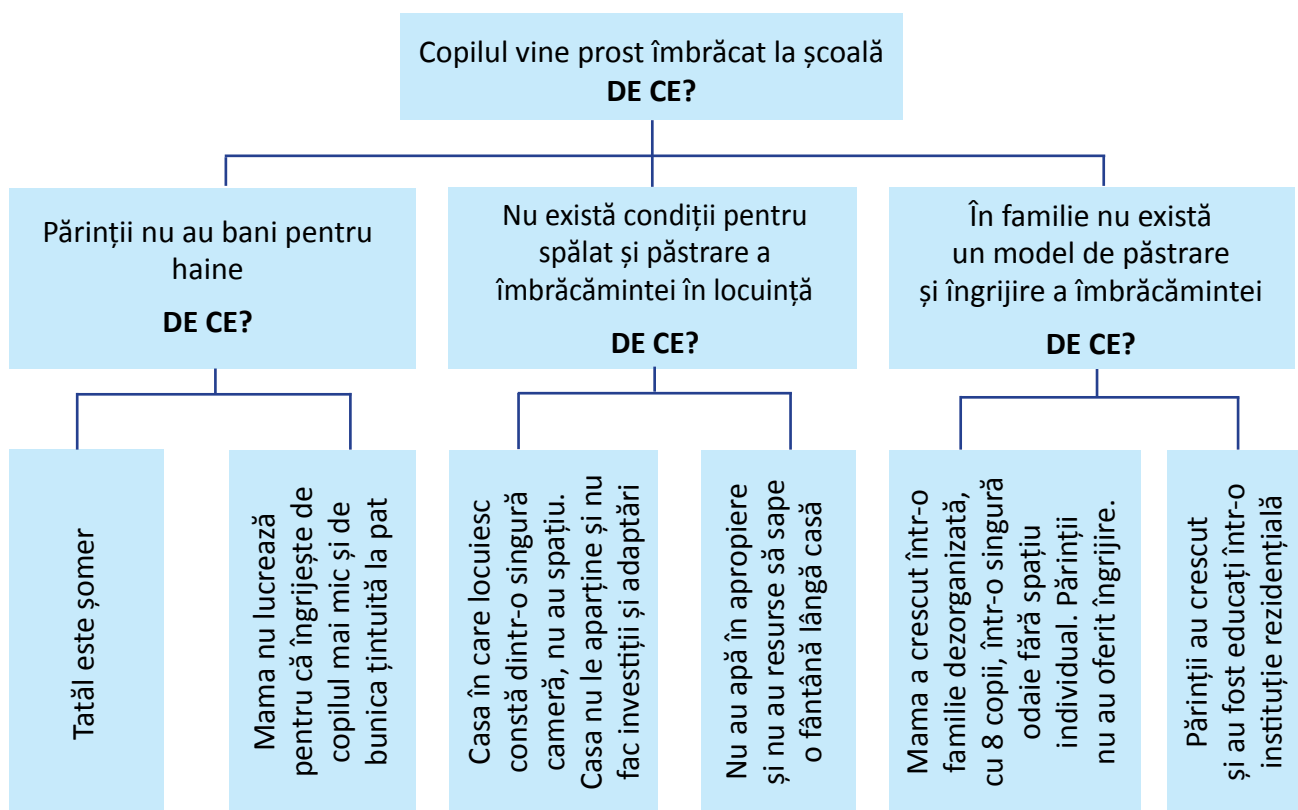 Copilul vine prost îmbrăcat la școală
DE CE?
Părinții nu au bani pentru
haine
DE CE?
Nu există condiții pentru
spălat și păstrare a
îmbrăcămintei în locuință
DE CE?
În familie nu există
un model de păstrare
și îngrijire a îmbrăcămintei
DE CE?
Tatăl este șomer
Mama nu lucrează
pentru că îngrijește de
copilul mai mic și de
bunica țintuită la pat
Casa în care locuiesc
constă dintr-o singură
cameră, nu au spațiu.
Casa nu le aparține și nu
fac investiții și adaptări
Nu au apă în apropiere
și nu au resurse să sape
o fântână lângă casă
Mama a crescut într-o
familie dezorganizată,
cu 8 copii, într-o singură
odaie fără spațiu
individual. Părinții
nu au oferit îngrijire.
Părinții au crescut
și au fost educați într-o
instituție rezidențială